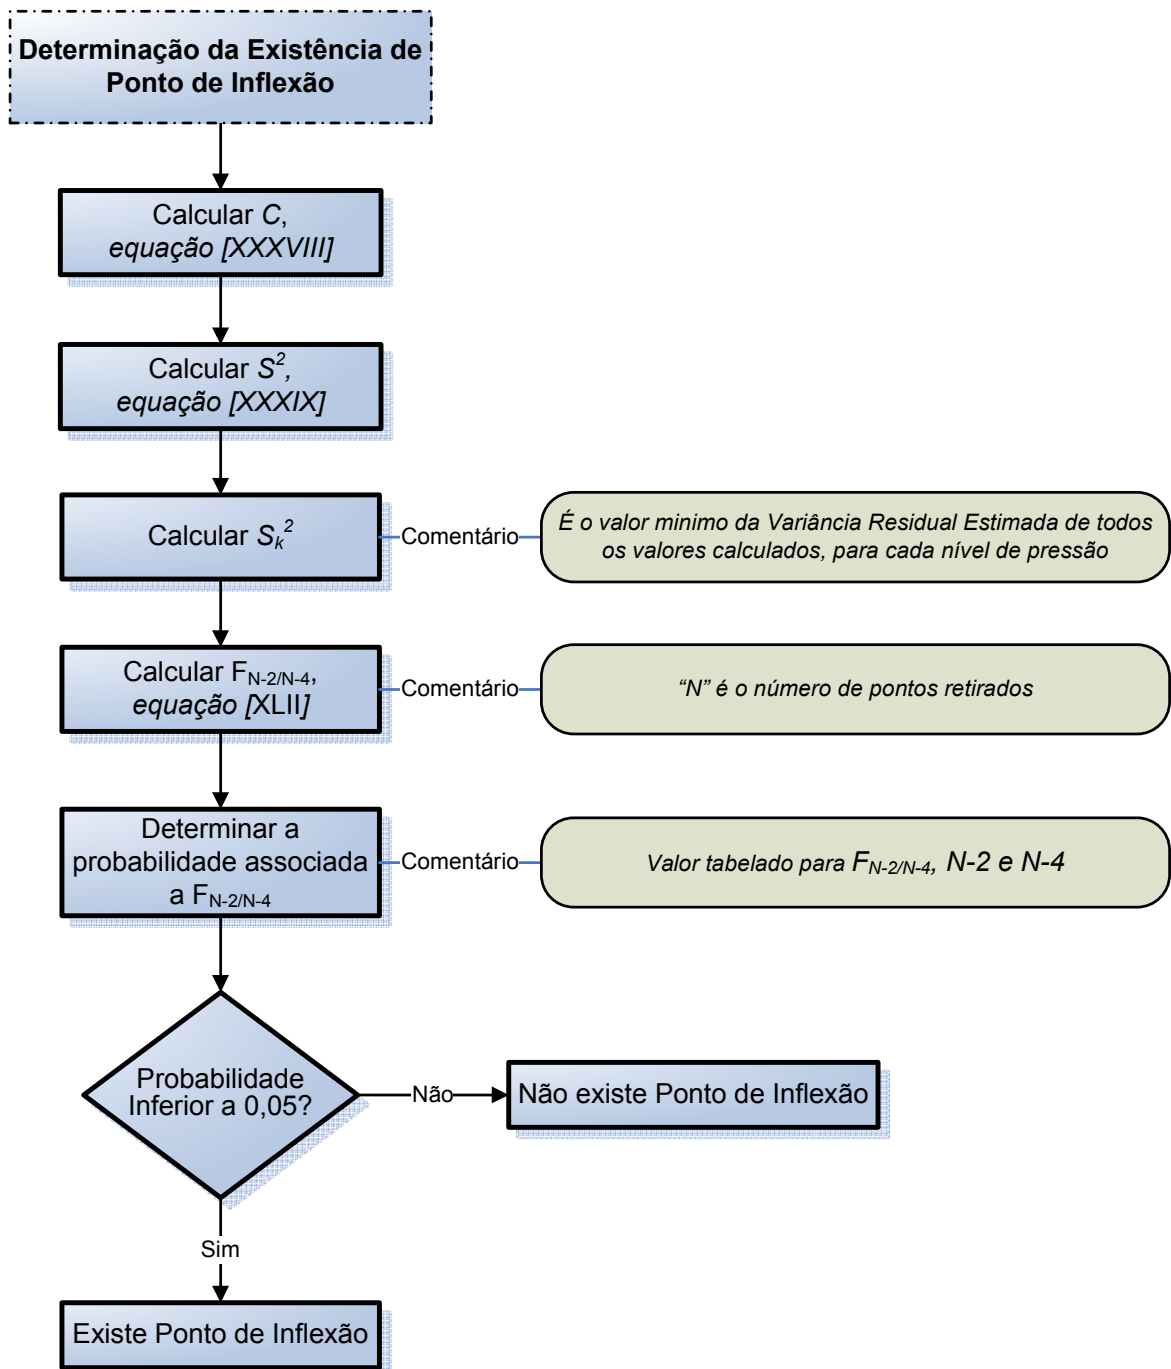 Determinação da Existência de
Ponto de Inflexão
Calcular C,
equação [XXXVIII]
Calcular S²,
equação [XXXIX]
Calcular Sₖ²
Comentário
É o valor minimo da Variância Residual Estimada de todos
os valores calculados, para cada nível de pressão
Calcular F_N-2/N-4,
equação [XLII]
Comentário
“N” é o número de pontos retirados
Determinar a
probabilidade associada
a F_N-2/N-4
Comentário
Valor tabelado para F_N-2/N-4, N-2 e N-4
Probabilidade
Inferior a 0,05?
Não
Não existe Ponto de Inflexão
Sim
Existe Ponto de Inflexão